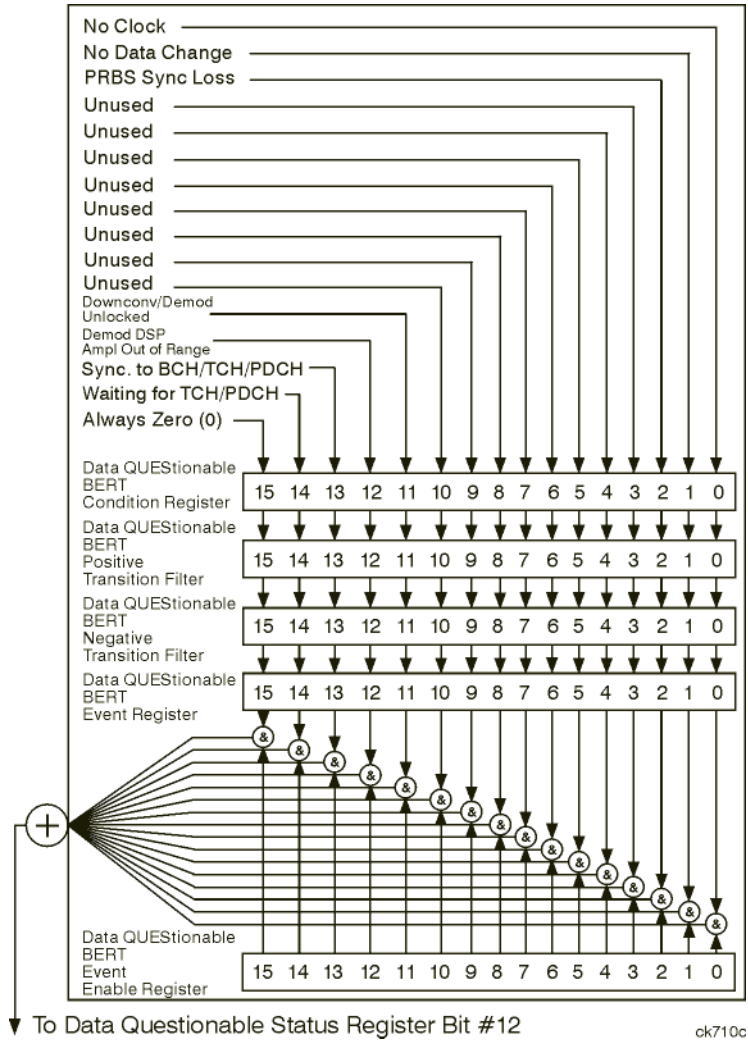 No Clock
No Data Change
PRBS Sync Loss
Unused
Unused
Unused
Unused
Unused
Unused
Unused
Unused
Downconv/Demod
Unlocked
Demod DSP
Ampl Out of Range
Sync. to BCH/TCH/PDCH
Waiting for TCH/PDCH
Always Zero (0)
Data QUEStionable
BERT
Condition Register
15 14 13 12 11 10 9 8 7 6 5 4 3 2 1 0
Data QUEStionable
BERT
Positive
Transition Filter
15 14 13 12 11 10 9 8 7 6 5 4 3 2 1 0
Data QUEStionable
BERT
Negative
Transition Filter
15 14 13 12 11 10 9 8 7 6 5 4 3 2 1 0
Data QUEStionable
BERT
Event Register
15 14 13 12 11 10 9 8 7 6 5 4 3 2 1 0
& & & & & & & & & & & & & & & &
+
Data QUEStionable
BERT
Event
Enable Register
15 14 13 12 11 10 9 8 7 6 5 4 3 2 1 0
To Data Questionable Status Register Bit #12
ck710c